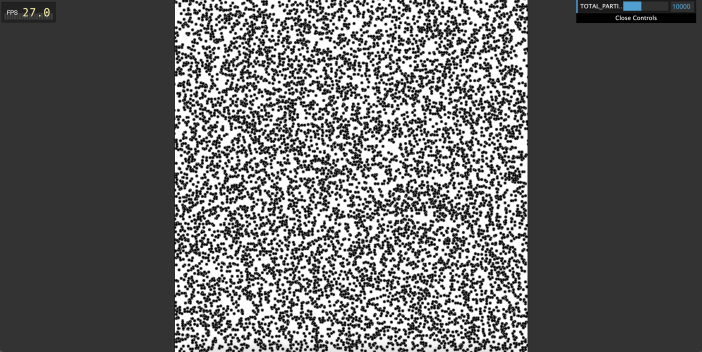 FPS 27.0
TOTAL_PARTI.. 10000
Close Controls